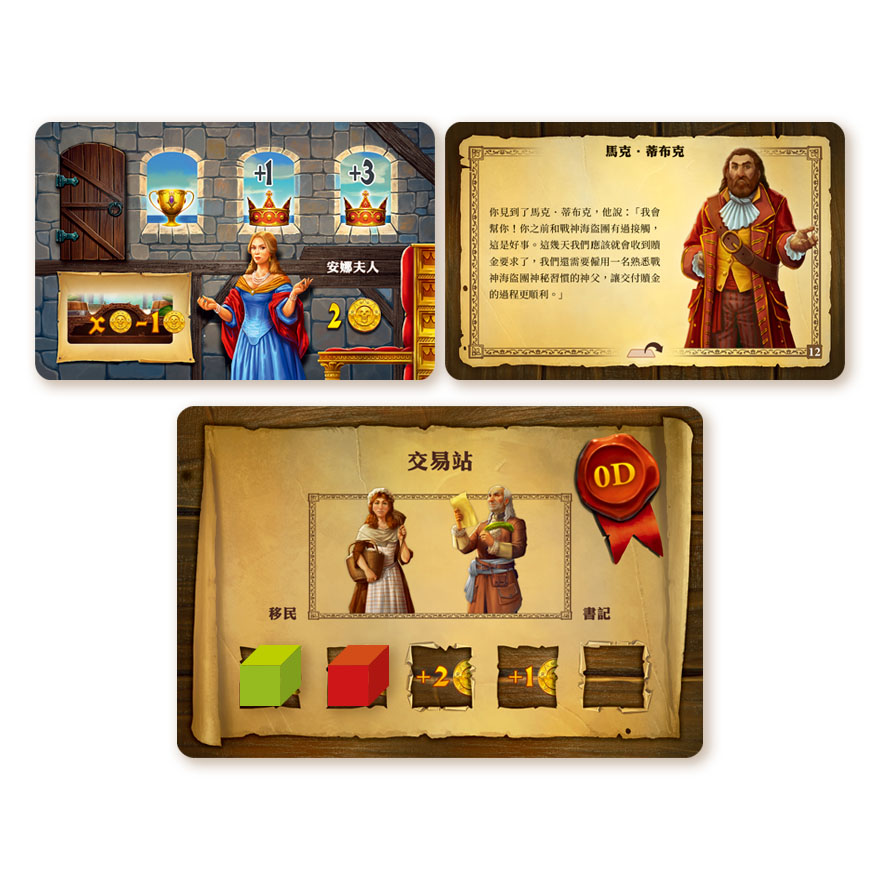 +1
+3
安娜夫人
x -1
2
馬克·蒂布克
你見到了馬克·蒂布克,他說:「我會
幫你!你之前和戰神海盜團有過接觸,
這是好事。這幾天我們應該就會收到贖
金要求了,我們還需要僱用一名熟悉戰
神海盜團神秘習慣的神父,讓交付贖金
的過程更順利。」
12
交易站
0D
移民
書記
+2
+1